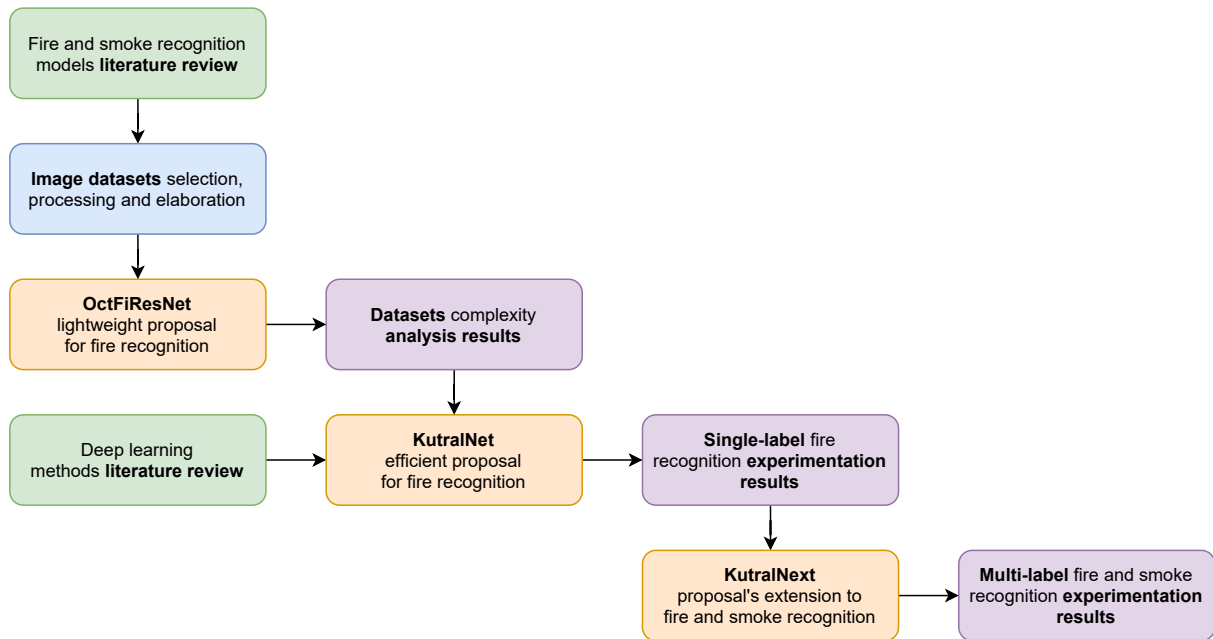 Fire and smoke recognition
models literature review
Image datasets selection,
processing and elaboration
OctFiResNet
lightweight proposal
for fire recognition
Datasets complexity
analysis results
Deep learning
methods literature review
KutralNet
efficient proposal
for fire recognition
Single-label fire
recognition experimentation
results
KutralNext
proposal's extension to
fire and smoke recognition
Multi-label fire and smoke
recognition experimentation
results